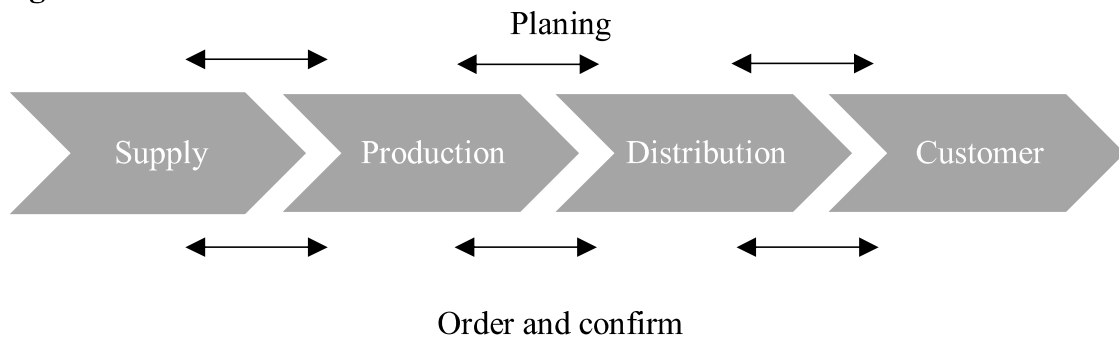 Planing
Supply
Production
Distribution
Customer
Order and confirm